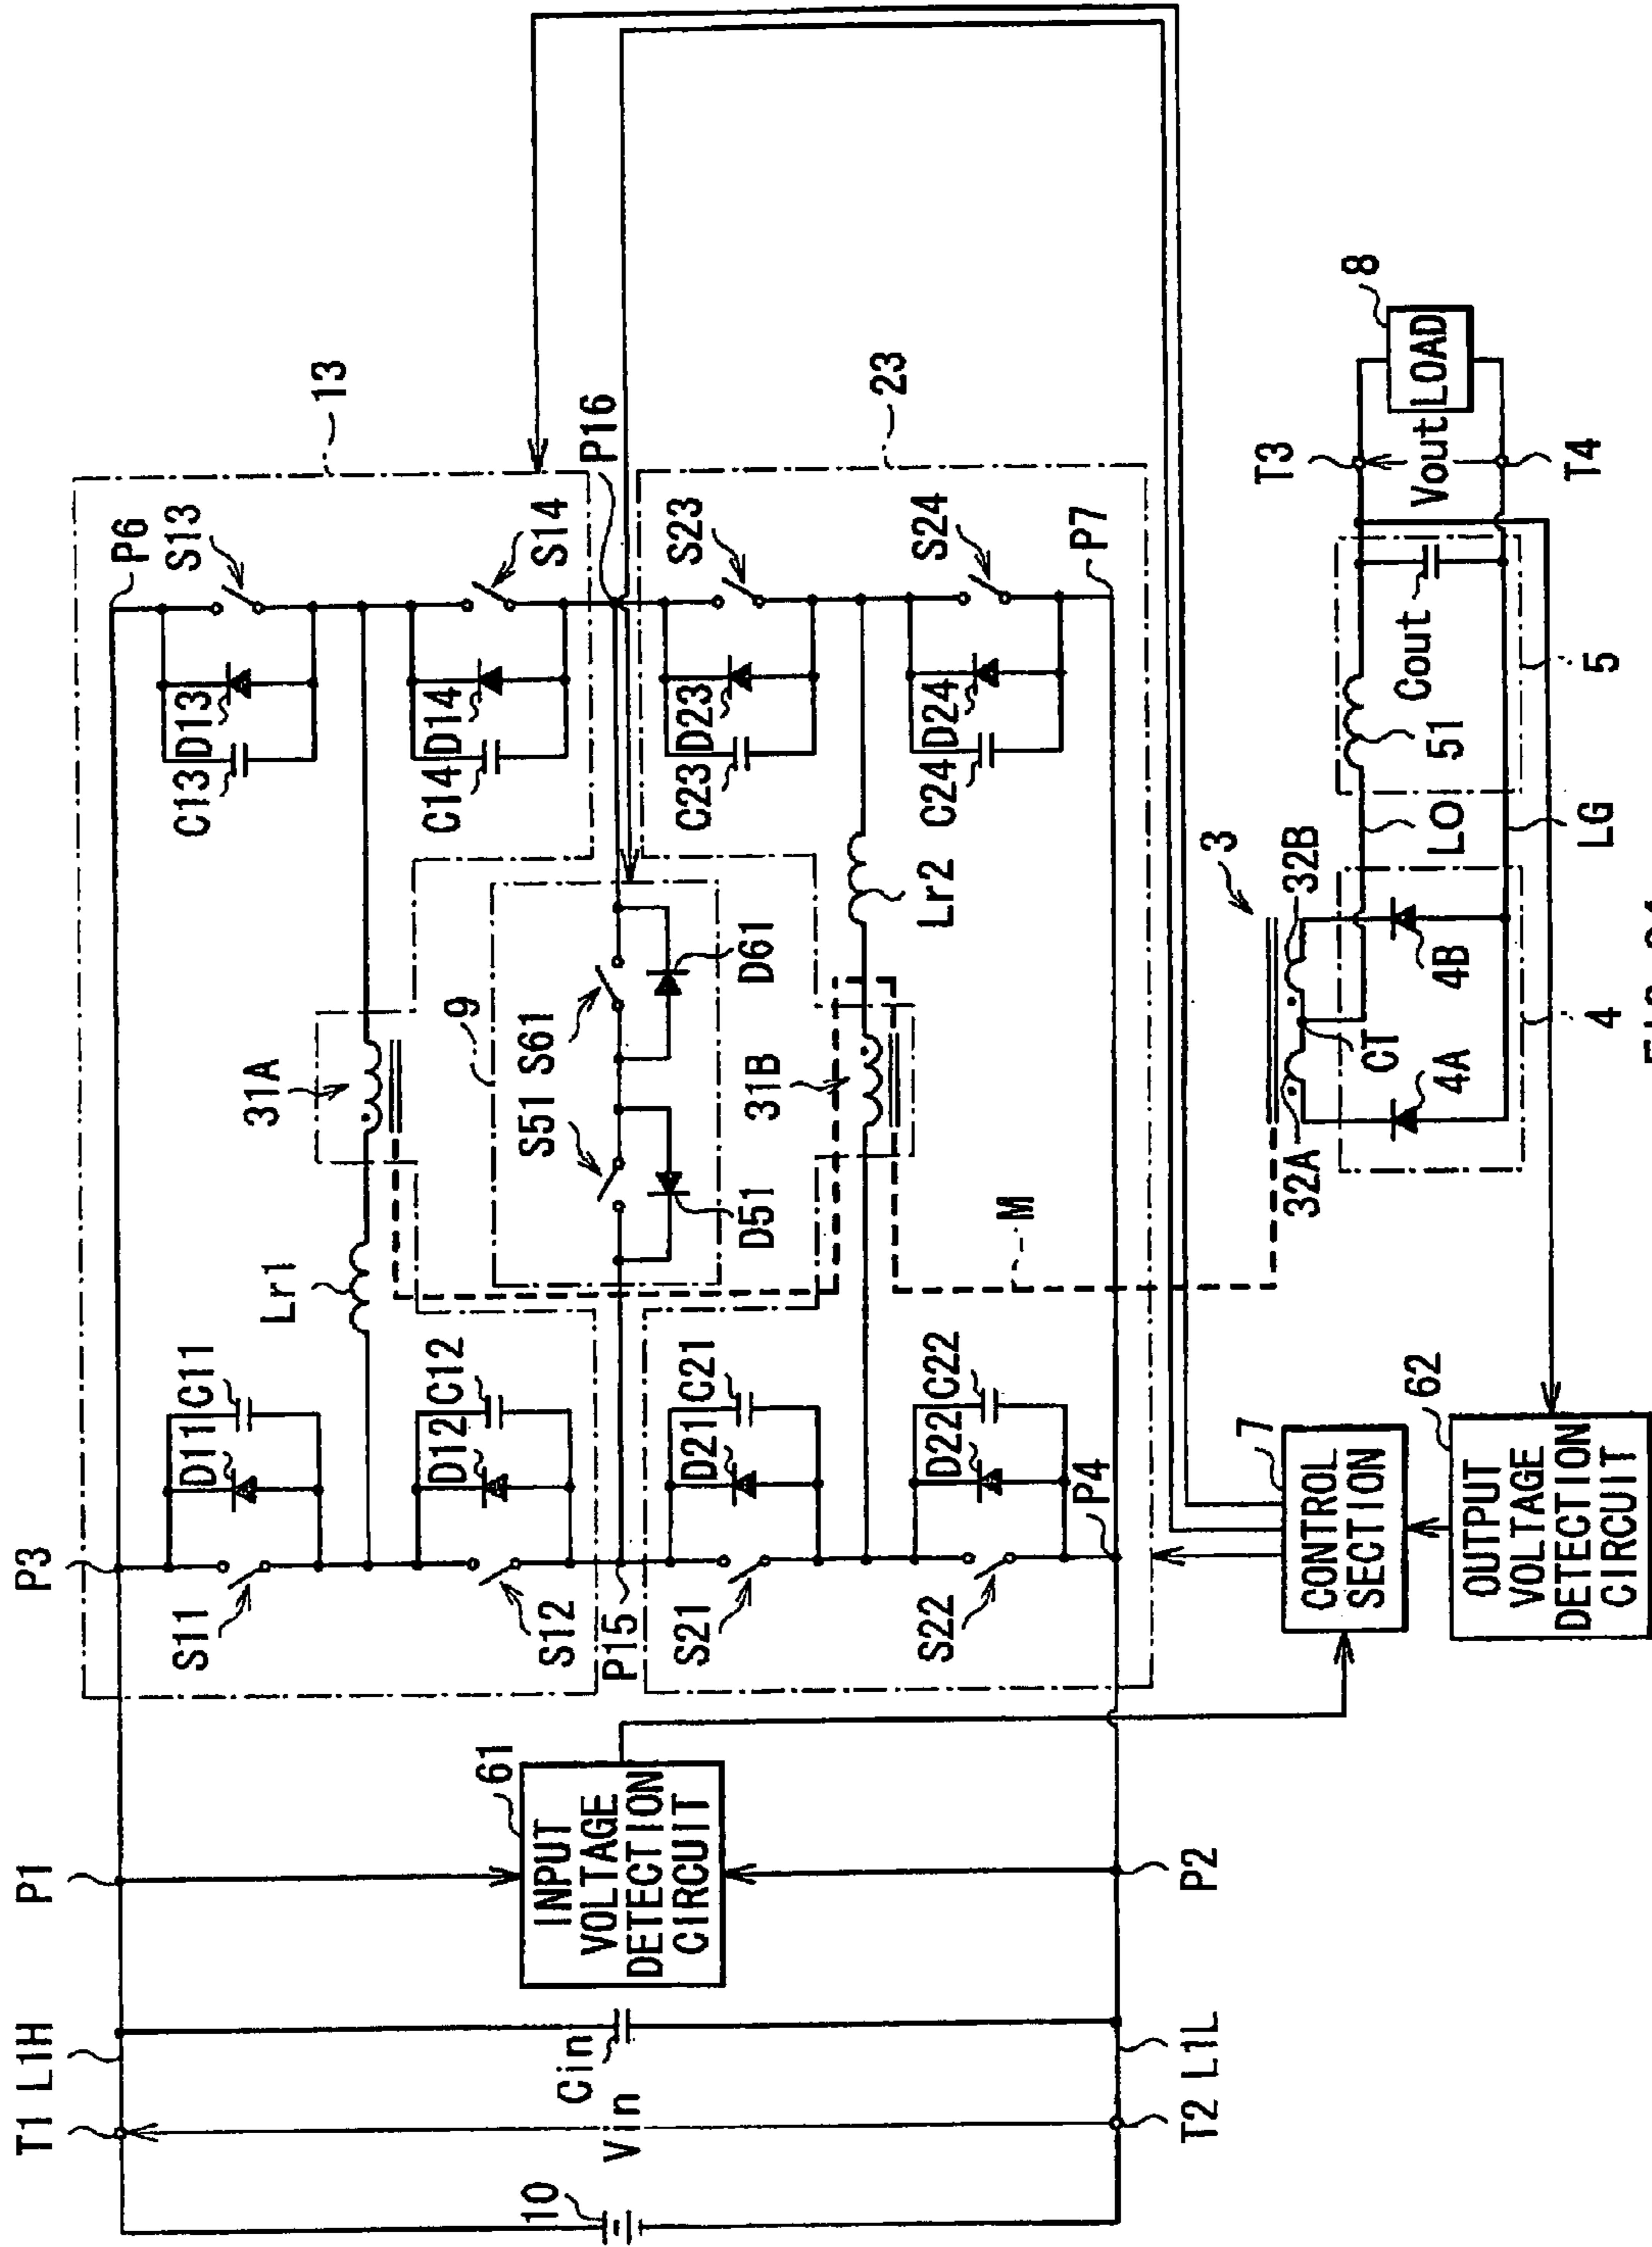 T1
L1H
P1
P3
P6
S13
13
S11
D11
C11
Lr1
31A
C13
D13
S12
D12
C12
C14
D14
S14
10
Vin
Cin
61
INPUT
VOLTAGE
DETECTION
CIRCUIT
P15
9
S51
S61
D51
D61
P16
S21
D21
C21
31B
Lr2
C23
D23
S23
23
S22
D22
C22
C24
D24
S24
T2
L1L
P2
P4
P7
M
3
7
CONTROL
SECTION
62
OUTPUT
VOLTAGE
DETECTION
CIRCUIT
32A
CT
32B
4A
4B
4
LO
LG
51
Cout
5
T3
Vout
T4
8
LOAD